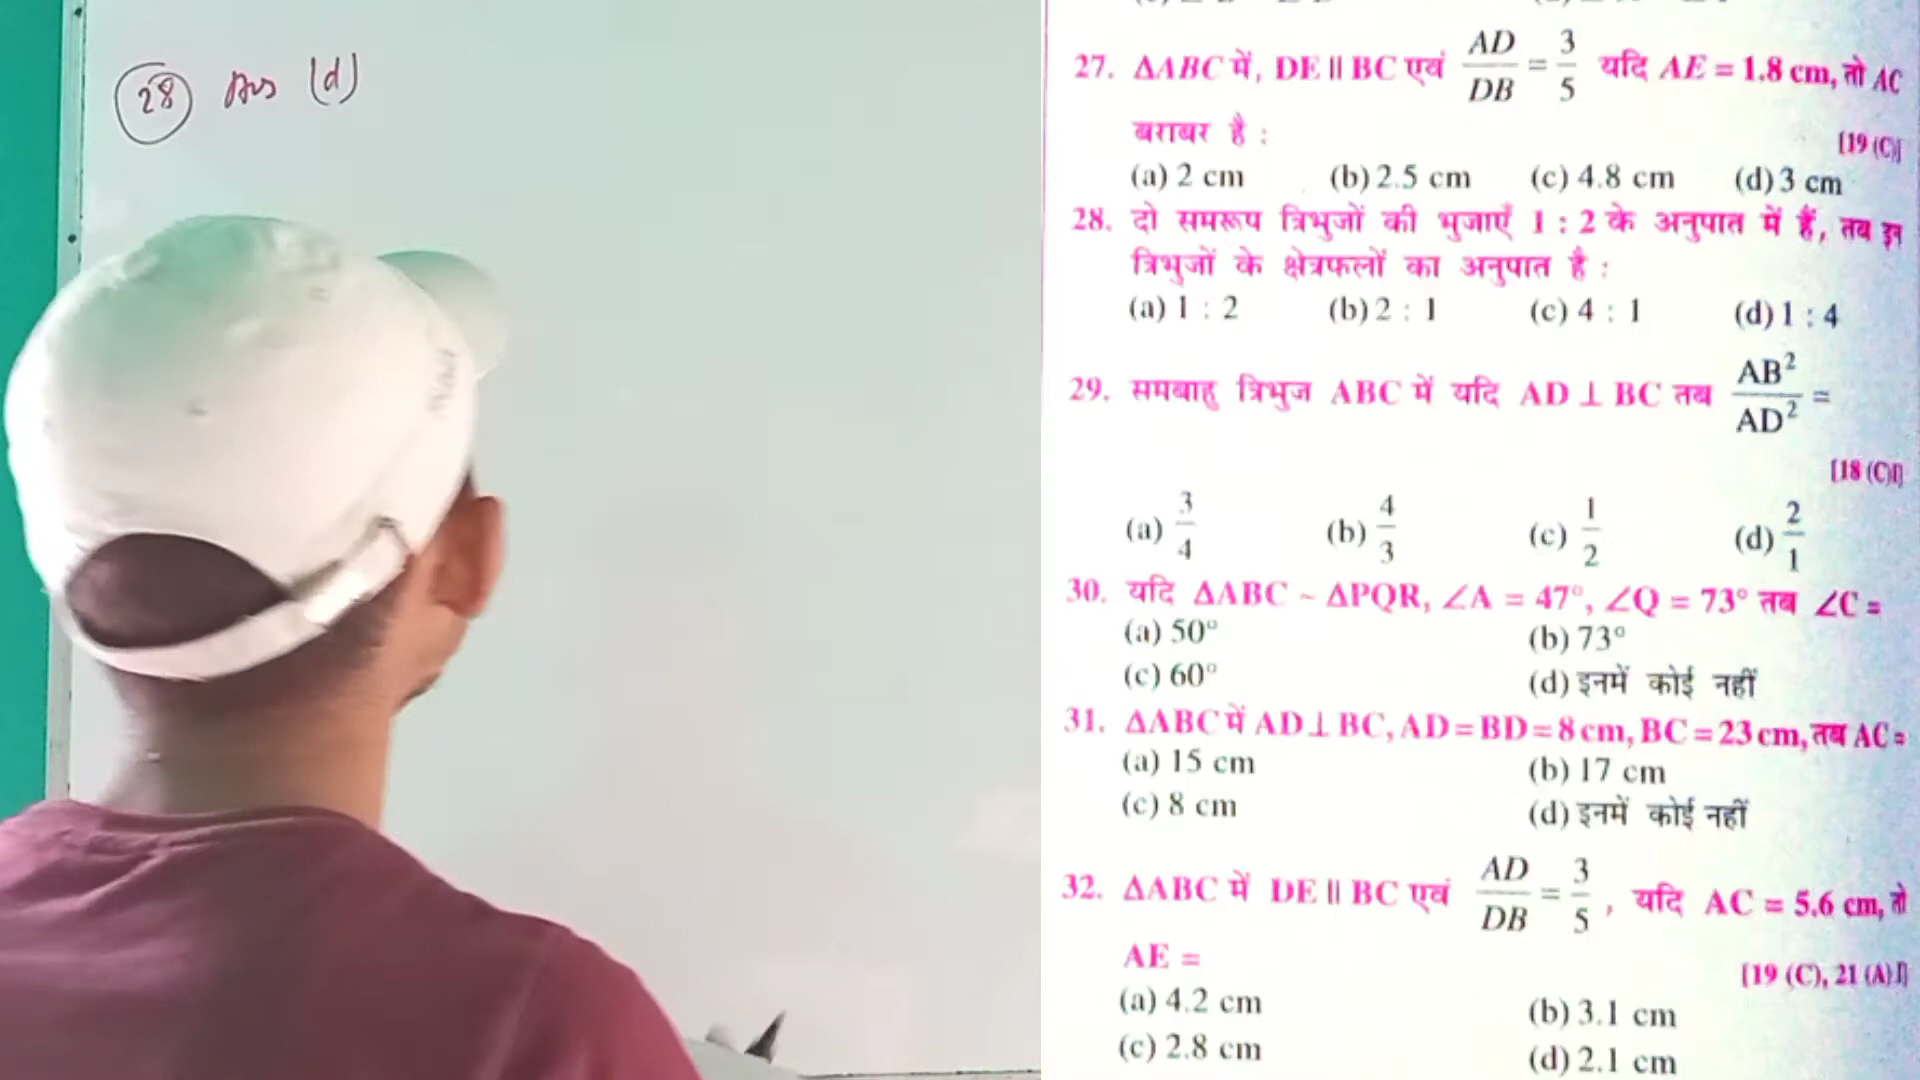 28 Ans (d)
27. ΔABC में, DE || BC एवं AD/DB = 3/5 यदि AE = 1.8 cm, तो AC
बराबर है :
[19 (C)]
(a) 2 cm (b) 2.5 cm (c) 4.8 cm (d) 3 cm
28. दो समरूप त्रिभुजों की भुजाएँ 1 : 2 के अनुपात में हैं, तब इन
त्रिभुजों के क्षेत्रफलों का अनुपात है :
(a) 1 : 2 (b) 2 : 1 (c) 4 : 1 (d) 1 : 4
29. समबाहु त्रिभुज ABC में यदि AD ⊥ BC तब AB²/AD² =
[18 (C)I]
(a) 3/4 (b) 4/3 (c) 1/2 (d) 2/1
30. यदि ΔABC ~ ΔPQR, ∠A = 47°, ∠Q = 73° तब ∠C =
(a) 50° (b) 73°
(c) 60° (d) इनमें कोई नहीं
31. ΔABC में AD ⊥ BC, AD = BD = 8 cm, BC = 23 cm, तब AC =
(a) 15 cm (b) 17 cm
(c) 8 cm (d) इनमें कोई नहीं
32. ΔABC में DE || BC एवं AD/DB = 3/5, यदि AC = 5.6 cm, तो
AE =
[19 (C), 21 (A)I]
(a) 4.2 cm (b) 3.1 cm
(c) 2.8 cm (d) 2.1 cm